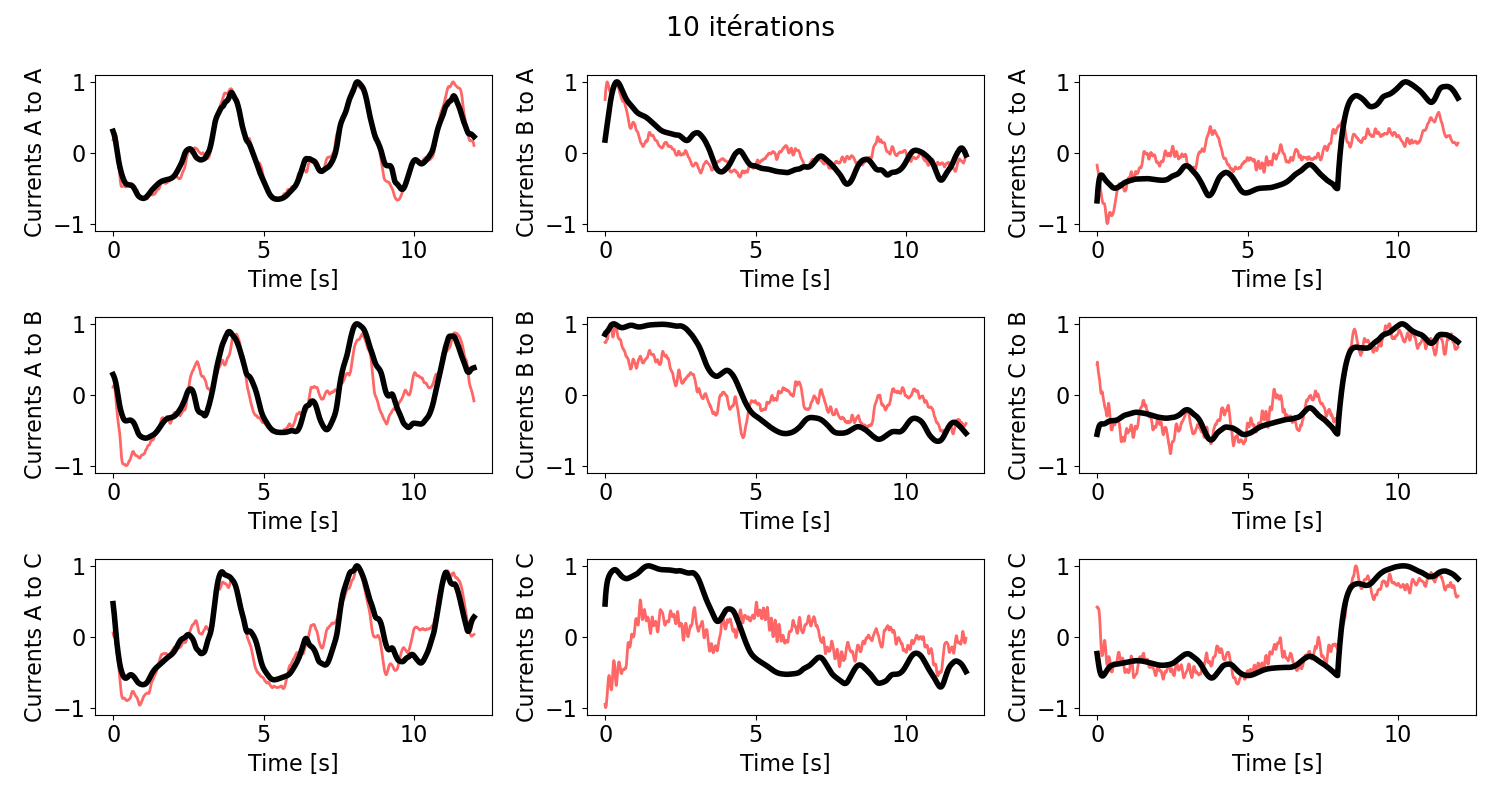 10 itérations
Currents A to A
1
0
−1
0
5
10
Time [s]
Currents B to A
1
0
−1
0
5
10
Time [s]
Currents C to A
1
0
−1
0
5
10
Time [s]
Currents A to B
1
0
−1
0
5
10
Time [s]
Currents B to B
1
0
−1
0
5
10
Time [s]
Currents C to B
1
0
−1
0
5
10
Time [s]
Currents A to C
1
0
−1
0
5
10
Time [s]
Currents B to C
1
0
−1
0
5
10
Time [s]
Currents C to C
1
0
−1
0
5
10
Time [s]